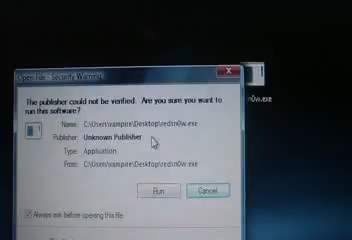 Open File - Security Warning
The publisher could not be verified. Are you sure you want to
run this software?
n0w.exe
Name: C:\Users\vampire\Desktop\redsn0w.exe
Publisher: Unknown Publisher
Type: Application
From: C:\Users\vampire\Desktop\redsn0w.exe
Run Cancel
Always ask before opening this file